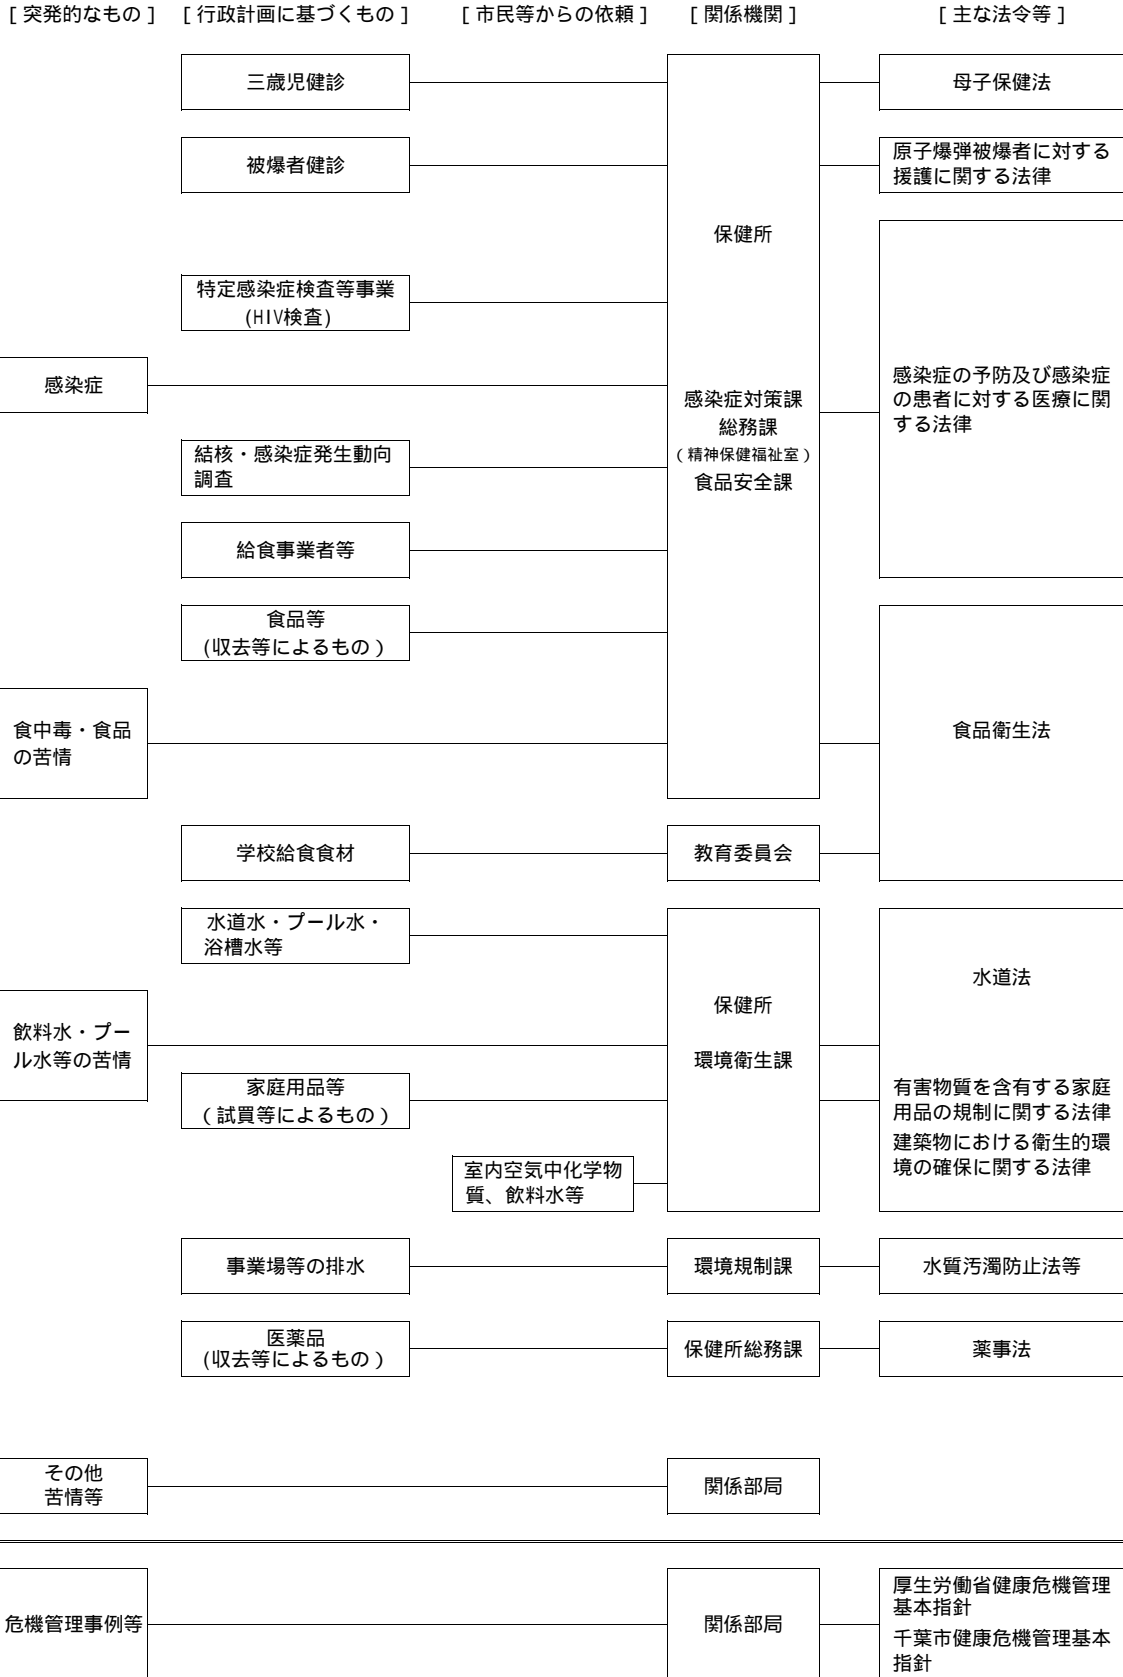 [ 突発的なもの ] [ 行政計画に基づくもの ] [ 市民等からの依頼 ] [ 関係機関 ] [ 主な法令等 ]
三歳児健診
母子保健法
被爆者健診
原子爆弾被爆者に対する
援護に関する法律
保健所
特定感染症検査等事業
(HIV検査)
感染症
感染症対策課
総務課
( 精神保健福祉室 )
食品安全課
感染症の予防及び感染症
の患者に対する医療に関
する法律
結核・感染症発生動向
調査
給食事業者等
食品等
(収去等によるもの )
食中毒・食品
の苦情
食品衛生法
学校給食食材
教育委員会
水道水・プール水・
浴槽水等
水道法
飲料水・プー
ル水等の苦情
保健所
環境衛生課
家庭用品等
( 試買等によるもの )
有害物質を含有する家庭
用品の規制に関する法律
建築物における衛生的環
境の確保に関する法律
室内空気中化学物
質、飲料水等
事業場等の排水
環境規制課
水質汚濁防止法等
医薬品
(収去等によるもの )
保健所総務課
薬事法
その他
苦情等
関係部局
危機管理事例等
関係部局
厚生労働省健康危機管理
基本指針
千葉市健康危機管理基本
指針